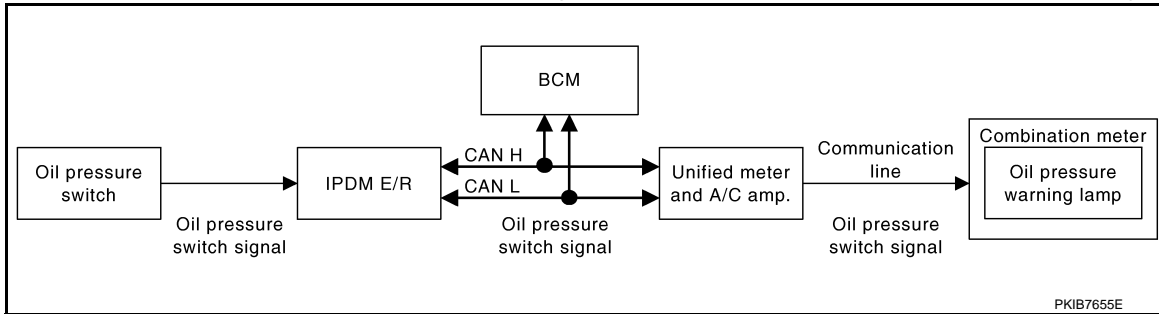 BCM
Oil pressure
switch
IPDM E/R
CAN H
CAN L
Unified meter
and A/C amp.
Communication
line
Combination meter
Oil pressure
warning lamp
Oil pressure
switch signal
Oil pressure
switch signal
Oil pressure
switch signal
PKIB7655E